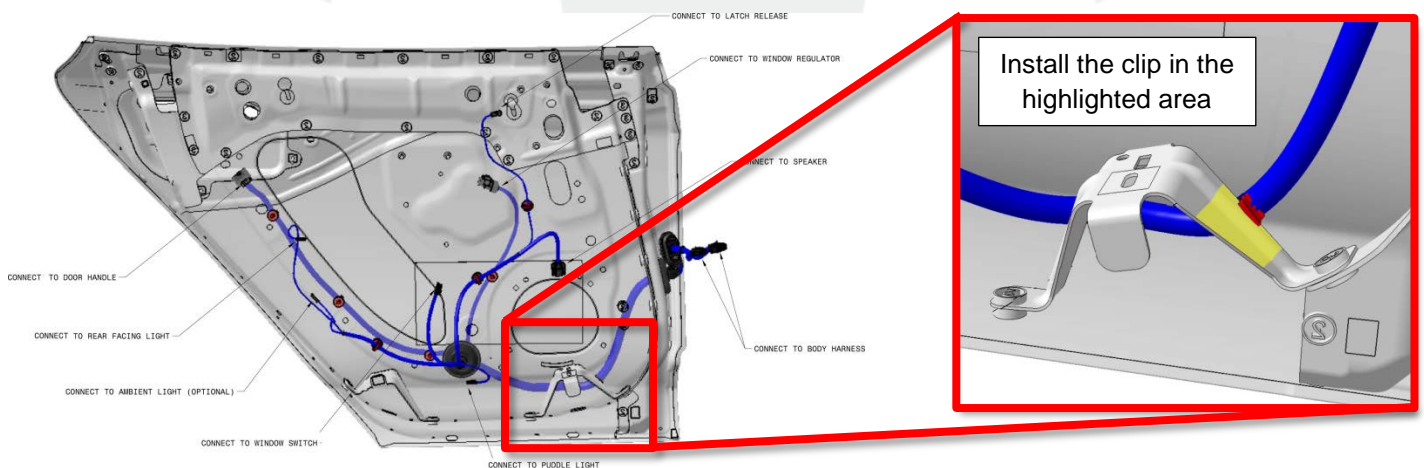 CONNECT TO LATCH RELEASE
CONNECT TO WINDOW REGULATOR
CONNECT TO SPEAKER
CONNECT TO DOOR HANDLE
CONNECT TO REAR FACING LIGHT
CONNECT TO BODY HARNESS
CONNECT TO AMBIENT LIGHT (OPTIONAL)
CONNECT TO WINDOW SWITCH
CONNECT TO PUDDLE LIGHT
Install the clip in the
highlighted area